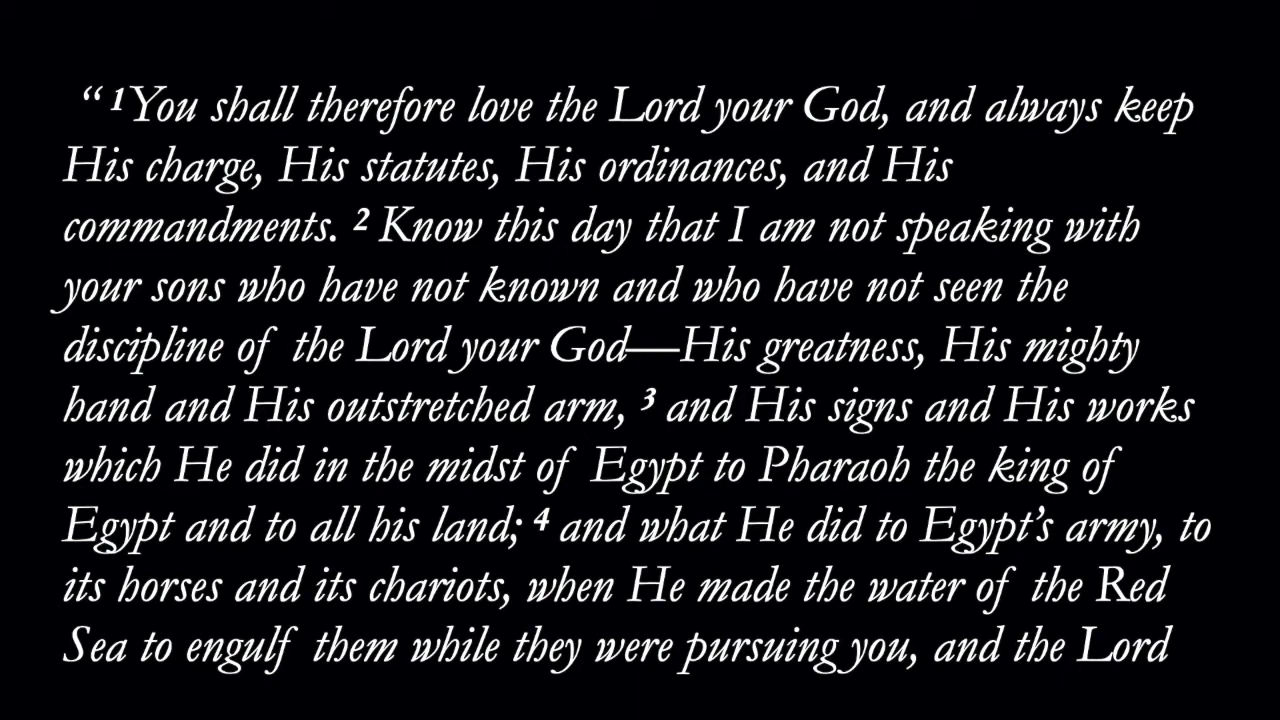 “ ¹You shall therefore love the Lord your God, and always keep
His charge, His statutes, His ordinances, and His
commandments. ² Know this day that I am not speaking with
your sons who have not known and who have not seen the
discipline of the Lord your God—His greatness, His mighty
hand and His outstretched arm, ³ and His signs and His works
which He did in the midst of Egypt to Pharaoh the king of
Egypt and to all his land; ⁴ and what He did to Egypt’s army, to
its horses and its chariots, when He made the water of the Red
Sea to engulf them while they were pursuing you, and the Lord